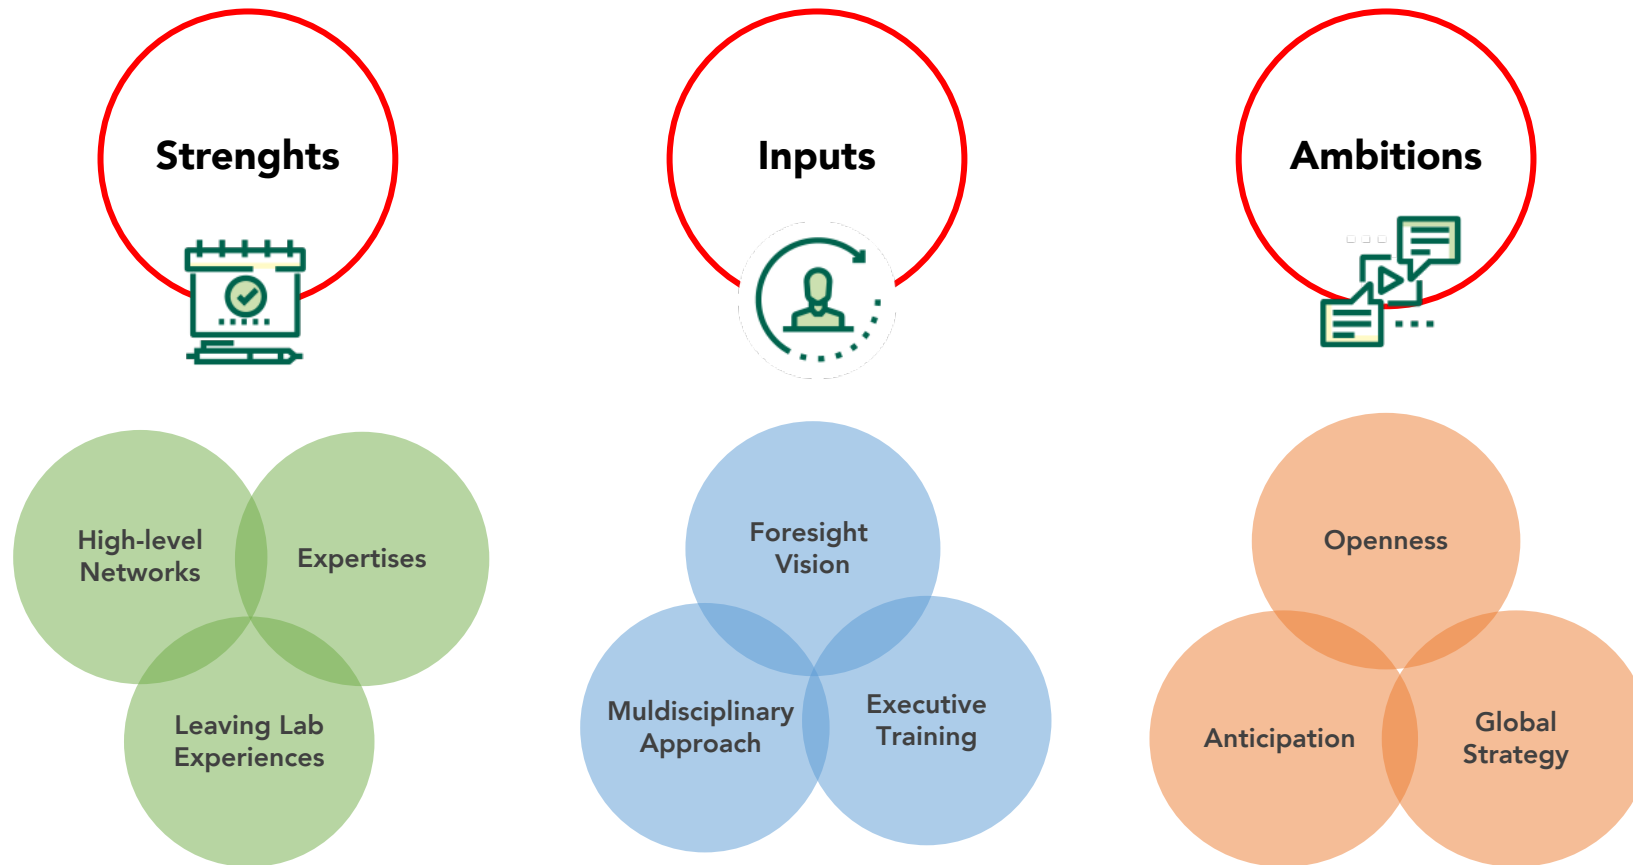 Strenghts
Inputs
Ambitions
High-level
Networks
Expertises
Leaving Lab
Experiences
Foresight
Vision
Muldisciplinary
Approach
Executive
Training
Openness
Anticipation
Global
Strategy